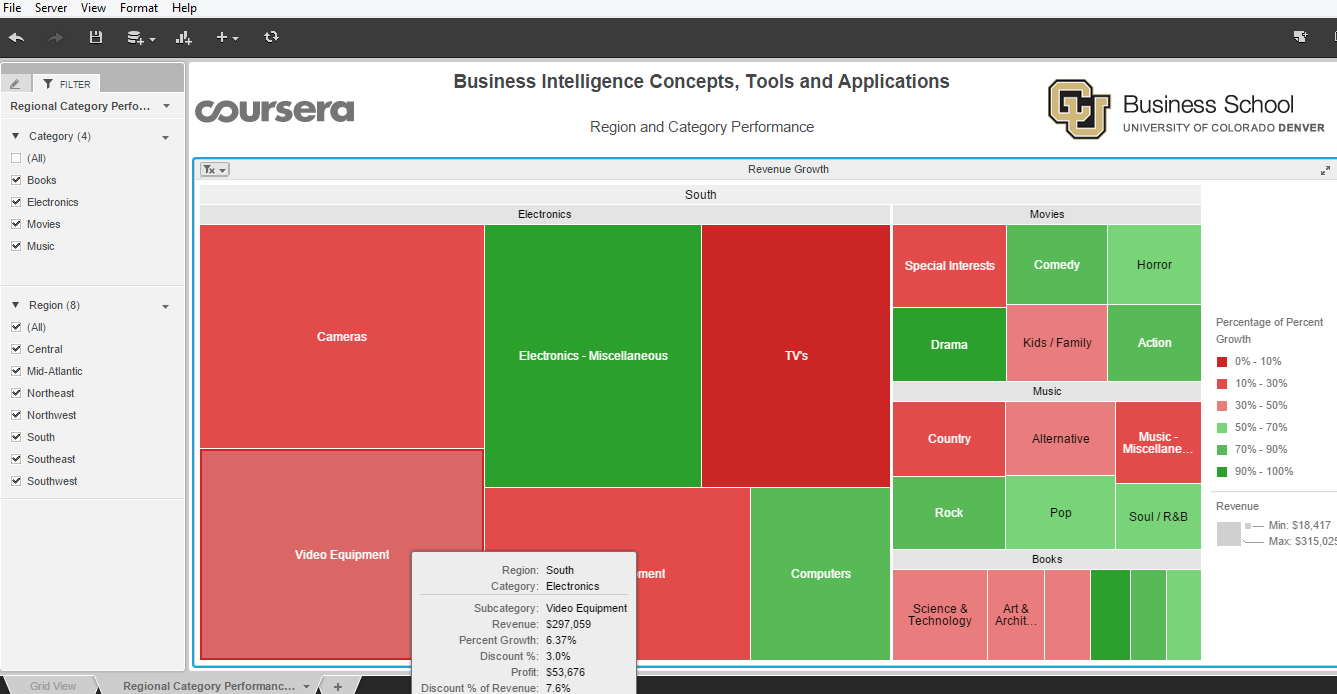 File Server View Format Help
FILTER
Regional Category Perfo...
Category (4)
(All)
Books
Electronics
Movies
Music
Region (8)
(All)
Central
Mid-Atlantic
Northeast
Northwest
South
Southeast
Southwest
coursera
Business Intelligence Concepts, Tools and Applications
Region and Category Performance
CU
Business School
UNIVERSITY OF COLORADO DENVER
Revenue Growth
South
Electronics
Cameras
Electronics - Miscellaneous
TV's
Video Equipment
ment
Computers
Movies
Special Interests
Comedy
Horror
Drama
Kids / Family
Action
Music
Country
Alternative
Music -
Miscellane...
Rock
Pop
Soul / R&B
Books
Science &
Technology
Art &
Archit...
Region: South
Category: Electronics
Subcategory: Video Equipment
Revenue: $297,059
Percent Growth: 6.37%
Discount %: 3.0%
Profit: $53,676
Discount % of Revenue: 7.6%
Percentage of Percent
Growth
0% - 10%
10% - 30%
30% - 50%
50% - 70%
70% - 90%
90% - 100%
Revenue
Min: $18,417
Max: $315,025
Grid View
Regional Category Performanc...